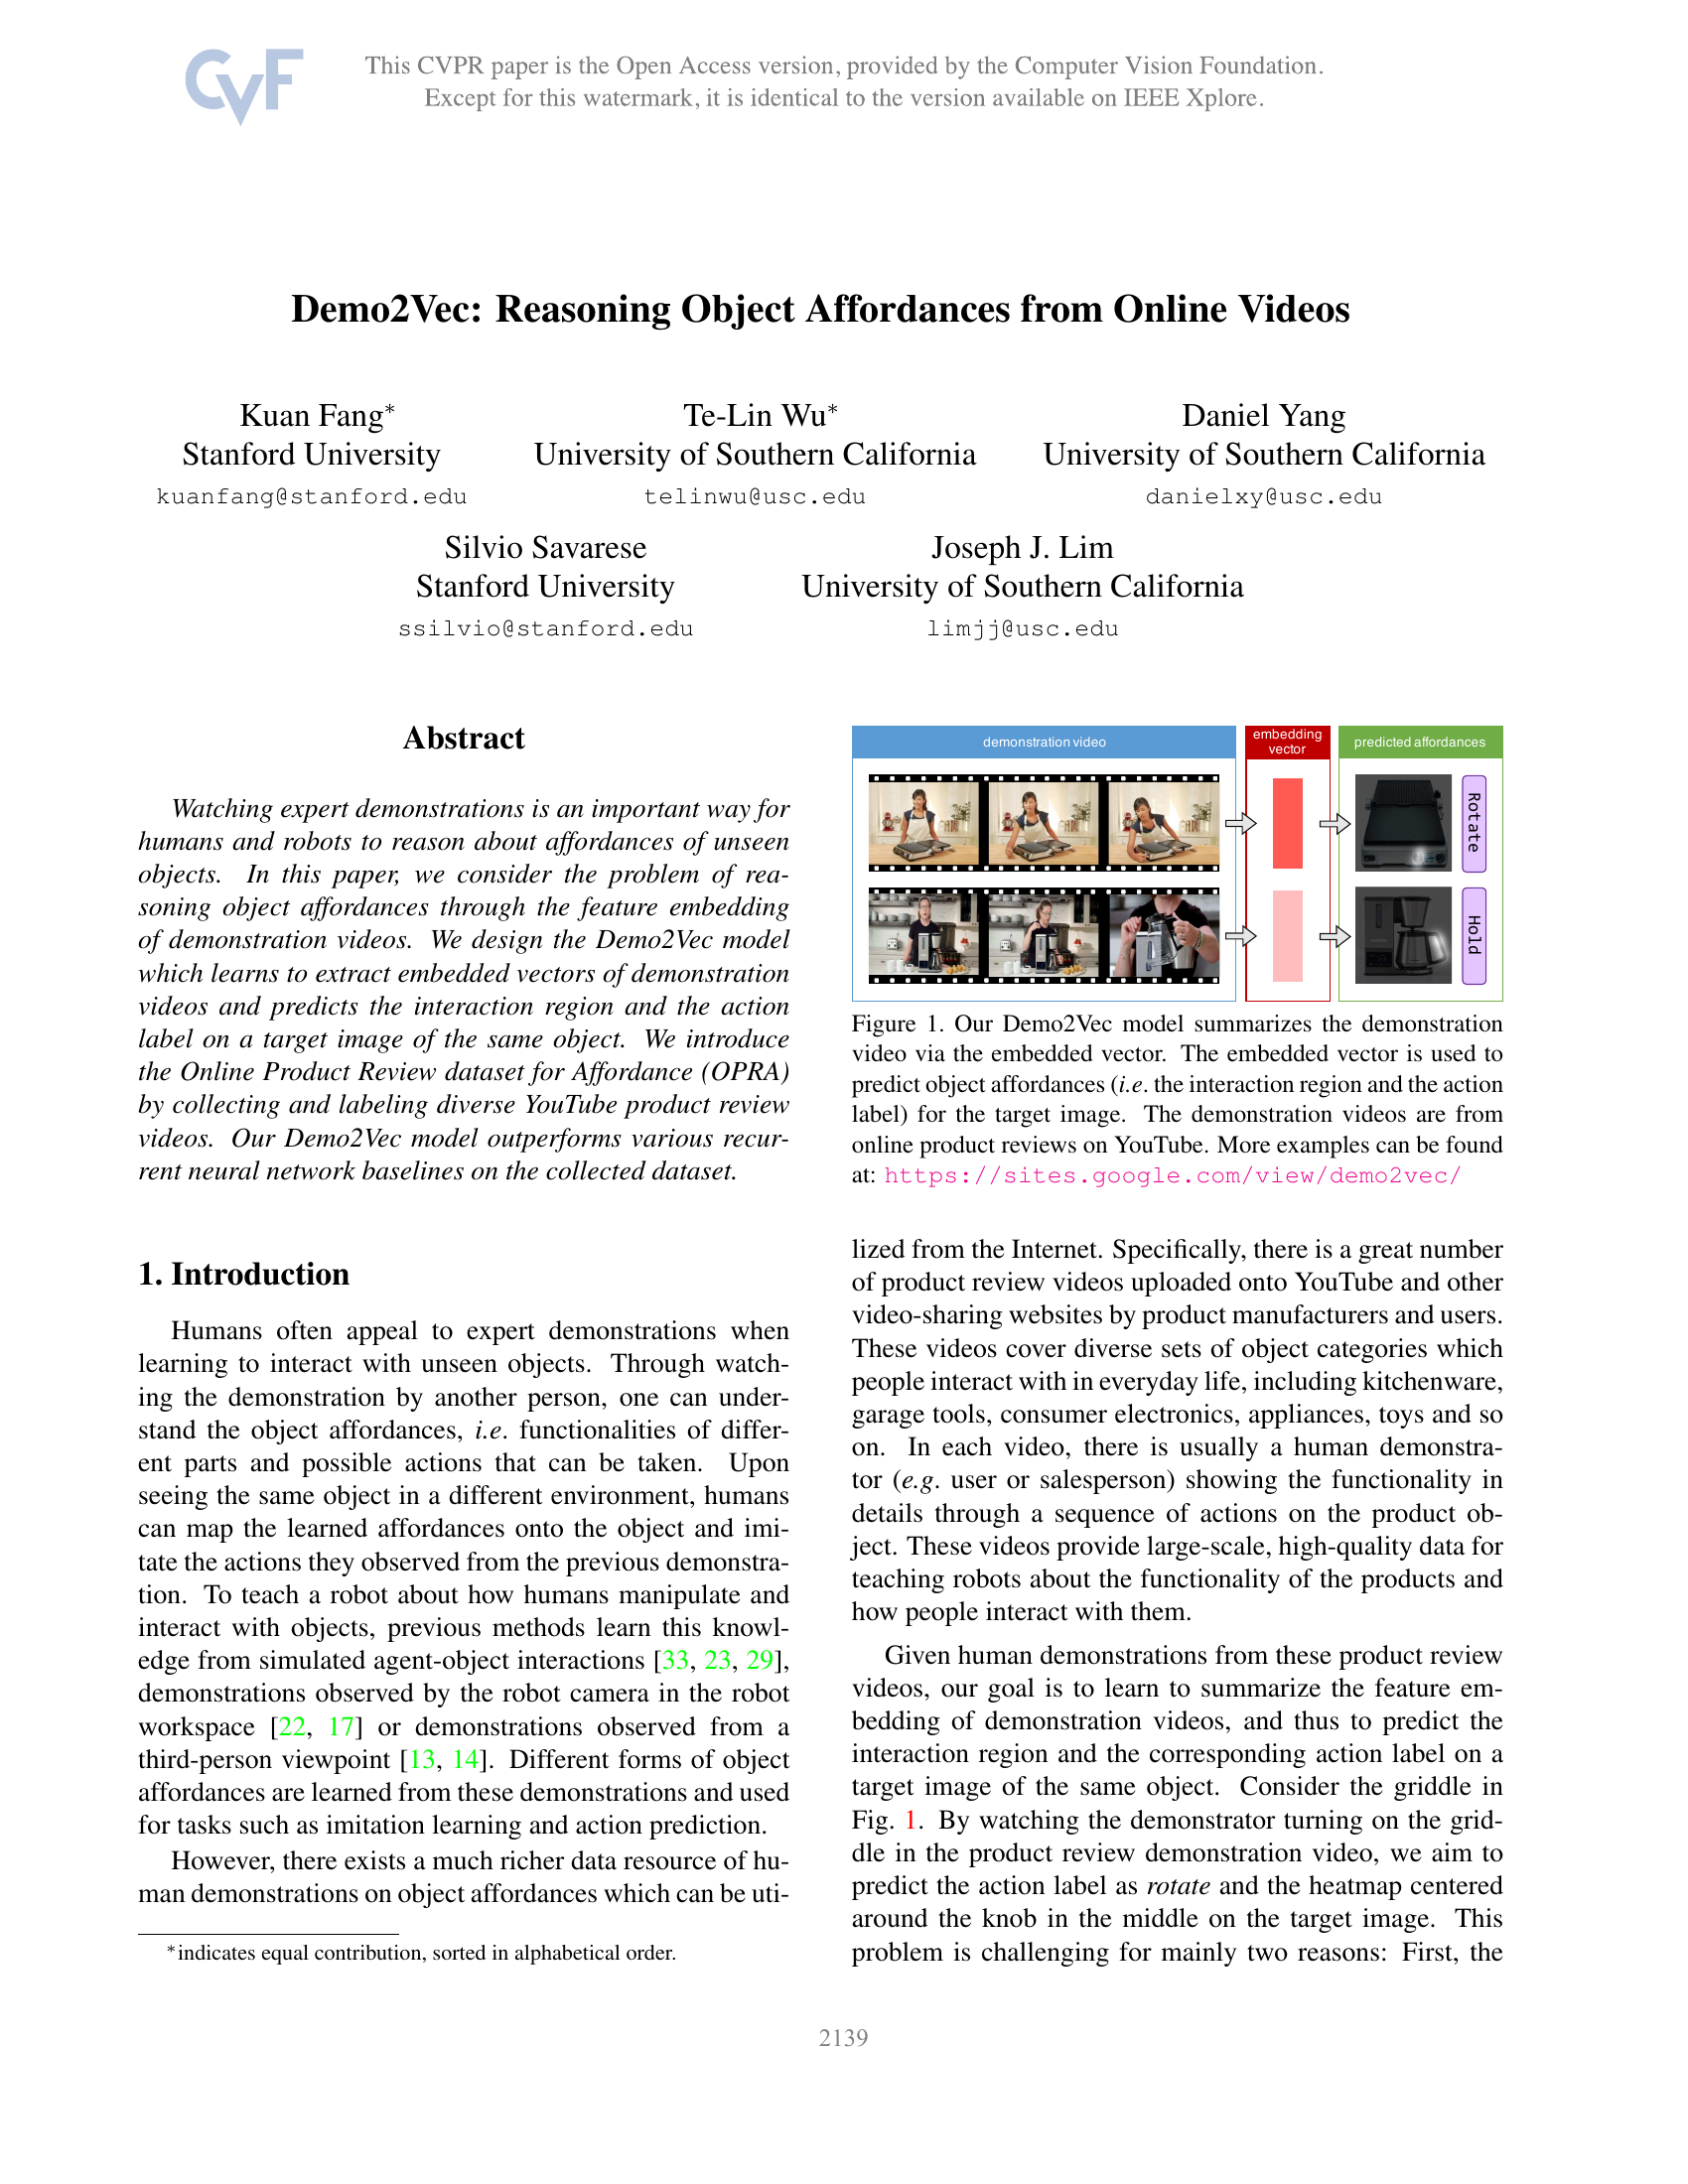 CVF
This CVPR paper is the Open Access version, provided by the Computer Vision Foundation.
Except for this watermark, it is identical to the version available on IEEE Xplore.
Demo2Vec: Reasoning Object Affordances from Online Videos
Kuan Fang*
Stanford University
kuanfang@stanford.edu
Te-Lin Wu*
University of Southern California
telinwu@usc.edu
Daniel Yang
University of Southern California
danielxy@usc.edu
Silvio Savarese
Stanford University
ssilvio@stanford.edu
Joseph J. Lim
University of Southern California
limjj@usc.edu
Abstract
Watching expert demonstrations is an important way for
humans and robots to reason about affordances of unseen
objects. In this paper, we consider the problem of rea-
soning object affordances through the feature embedding
of demonstration videos. We design the Demo2Vec model
which learns to extract embedded vectors of demonstration
videos and predicts the interaction region and the action
label on a target image of the same object. We introduce
the Online Product Review dataset for Affordance (OPRA)
by collecting and labeling diverse YouTube product review
videos. Our Demo2Vec model outperforms various recur-
rent neural network baselines on the collected dataset.
1. Introduction
Humans often appeal to expert demonstrations when
learning to interact with unseen objects. Through watch-
ing the demonstration by another person, one can under-
stand the object affordances, i.e. functionalities of differ-
ent parts and possible actions that can be taken. Upon
seeing the same object in a different environment, humans
can map the learned affordances onto the object and imi-
tate the actions they observed from the previous demonstra-
tion. To teach a robot about how humans manipulate and
interact with objects, previous methods learn this knowl-
edge from simulated agent-object interactions [33, 23, 29],
demonstrations observed by the robot camera in the robot
workspace [22, 17] or demonstrations observed from a
third-person viewpoint [13, 14]. Different forms of object
affordances are learned from these demonstrations and used
for tasks such as imitation learning and action prediction.
However, there exists a much richer data resource of hu-
man demonstrations on object affordances which can be uti-
*indicates equal contribution, sorted in alphabetical order.
demonstration video
embedding
vector
predicted affordances
Rotate
Hold
Figure 1. Our Demo2Vec model summarizes the demonstration
video via the embedded vector. The embedded vector is used to
predict object affordances (i.e. the interaction region and the action
label) for the target image. The demonstration videos are from
online product reviews on YouTube. More examples can be found
at: https://sites.google.com/view/demo2vec/
lized from the Internet. Specifically, there is a great number
of product review videos uploaded onto YouTube and other
video-sharing websites by product manufacturers and users.
These videos cover diverse sets of object categories which
people interact with in everyday life, including kitchenware,
garage tools, consumer electronics, appliances, toys and so
on. In each video, there is usually a human demonstra-
tor (e.g. user or salesperson) showing the functionality in
details through a sequence of actions on the product ob-
ject. These videos provide large-scale, high-quality data for
teaching robots about the functionality of the products and
how people interact with them.
Given human demonstrations from these product review
videos, our goal is to learn to summarize the feature em-
bedding of demonstration videos, and thus to predict the
interaction region and the corresponding action label on a
target image of the same object. Consider the griddle in
Fig. 1. By watching the demonstrator turning on the grid-
dle in the product review demonstration video, we aim to
predict the action label as rotate and the heatmap centered
around the knob in the middle on the target image. This
problem is challenging for mainly two reasons: First, the
2139